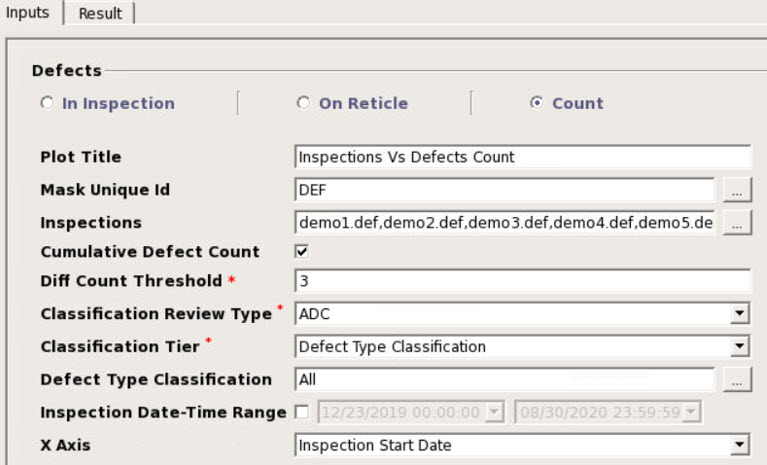 Inputs Result
Defects
In Inspection On Reticle Count
Plot Title Inspections Vs Defects Count
Mask Unique Id DEF ...
Inspections demo1.def,demo2.def,demo3.def,demo4.def,demo5.de ...
Cumulative Defect Count
Diff Count Threshold * 3
Classification Review Type * ADC
Classification Tier * Defect Type Classification
Defect Type Classification All ...
Inspection Date-Time Range 12/23/2019 00:00:00 08/30/2020 23:59:59
X Axis Inspection Start Date